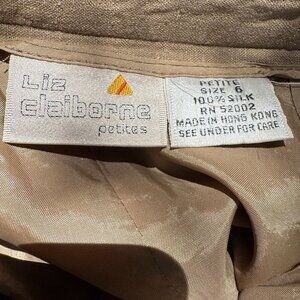 Liz
claiborne
petites
PETITE
SIZE 6
100% SILK
RN 52002
MADE IN HONG KONG
SEE UNDER FOR CARE